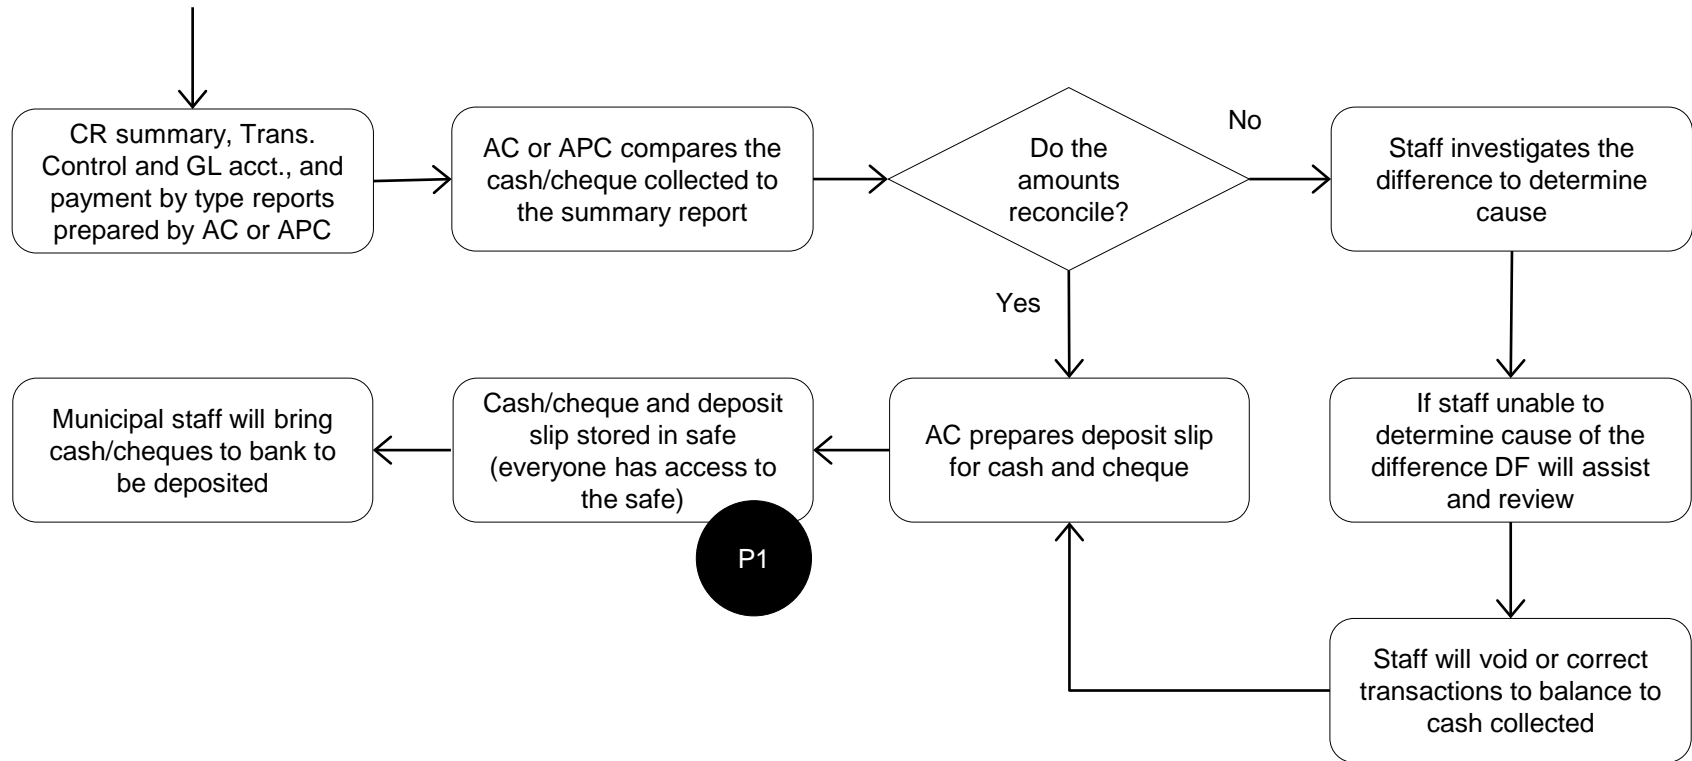 CR summary, Trans.
Control and GL acct., and
payment by type reports
prepared by AC or APC
AC or APC compares the
cash/cheque collected to
the summary report
Do the
amounts
reconcile?
No
Staff investigates the
difference to determine
cause
Yes
Municipal staff will bring
cash/cheques to bank to
be deposited
Cash/cheque and deposit
slip stored in safe
(everyone has access to
the safe)
P1
AC prepares deposit slip
for cash and cheque
If staff unable to
determine cause of the
difference DF will assist
and review
Staff will void or correct
transactions to balance to
cash collected